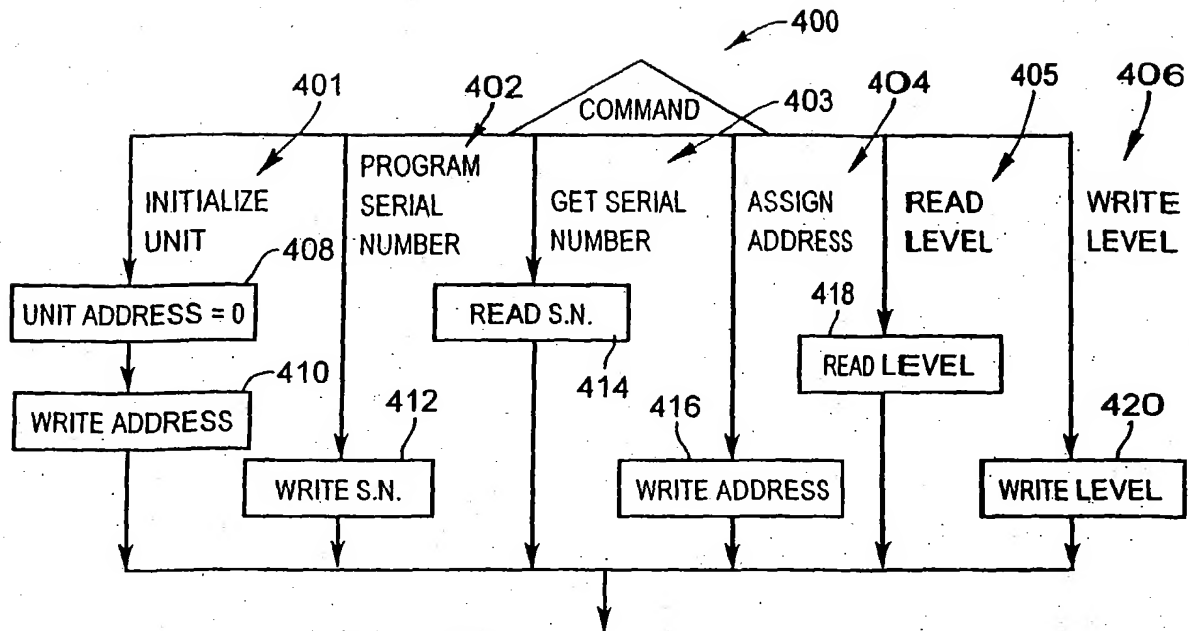 400
COMMAND
401
402
403
404
405
406
INITIALIZE
UNIT
PROGRAM
SERIAL
NUMBER
GET SERIAL
NUMBER
ASSIGN
ADDRESS
READ
LEVEL
WRITE
LEVEL
408
UNIT ADDRESS = 0
READ S.N.
414
418
READ LEVEL
410
WRITE ADDRESS
412
WRITE S.N.
416
WRITE ADDRESS
420
WRITE LEVEL